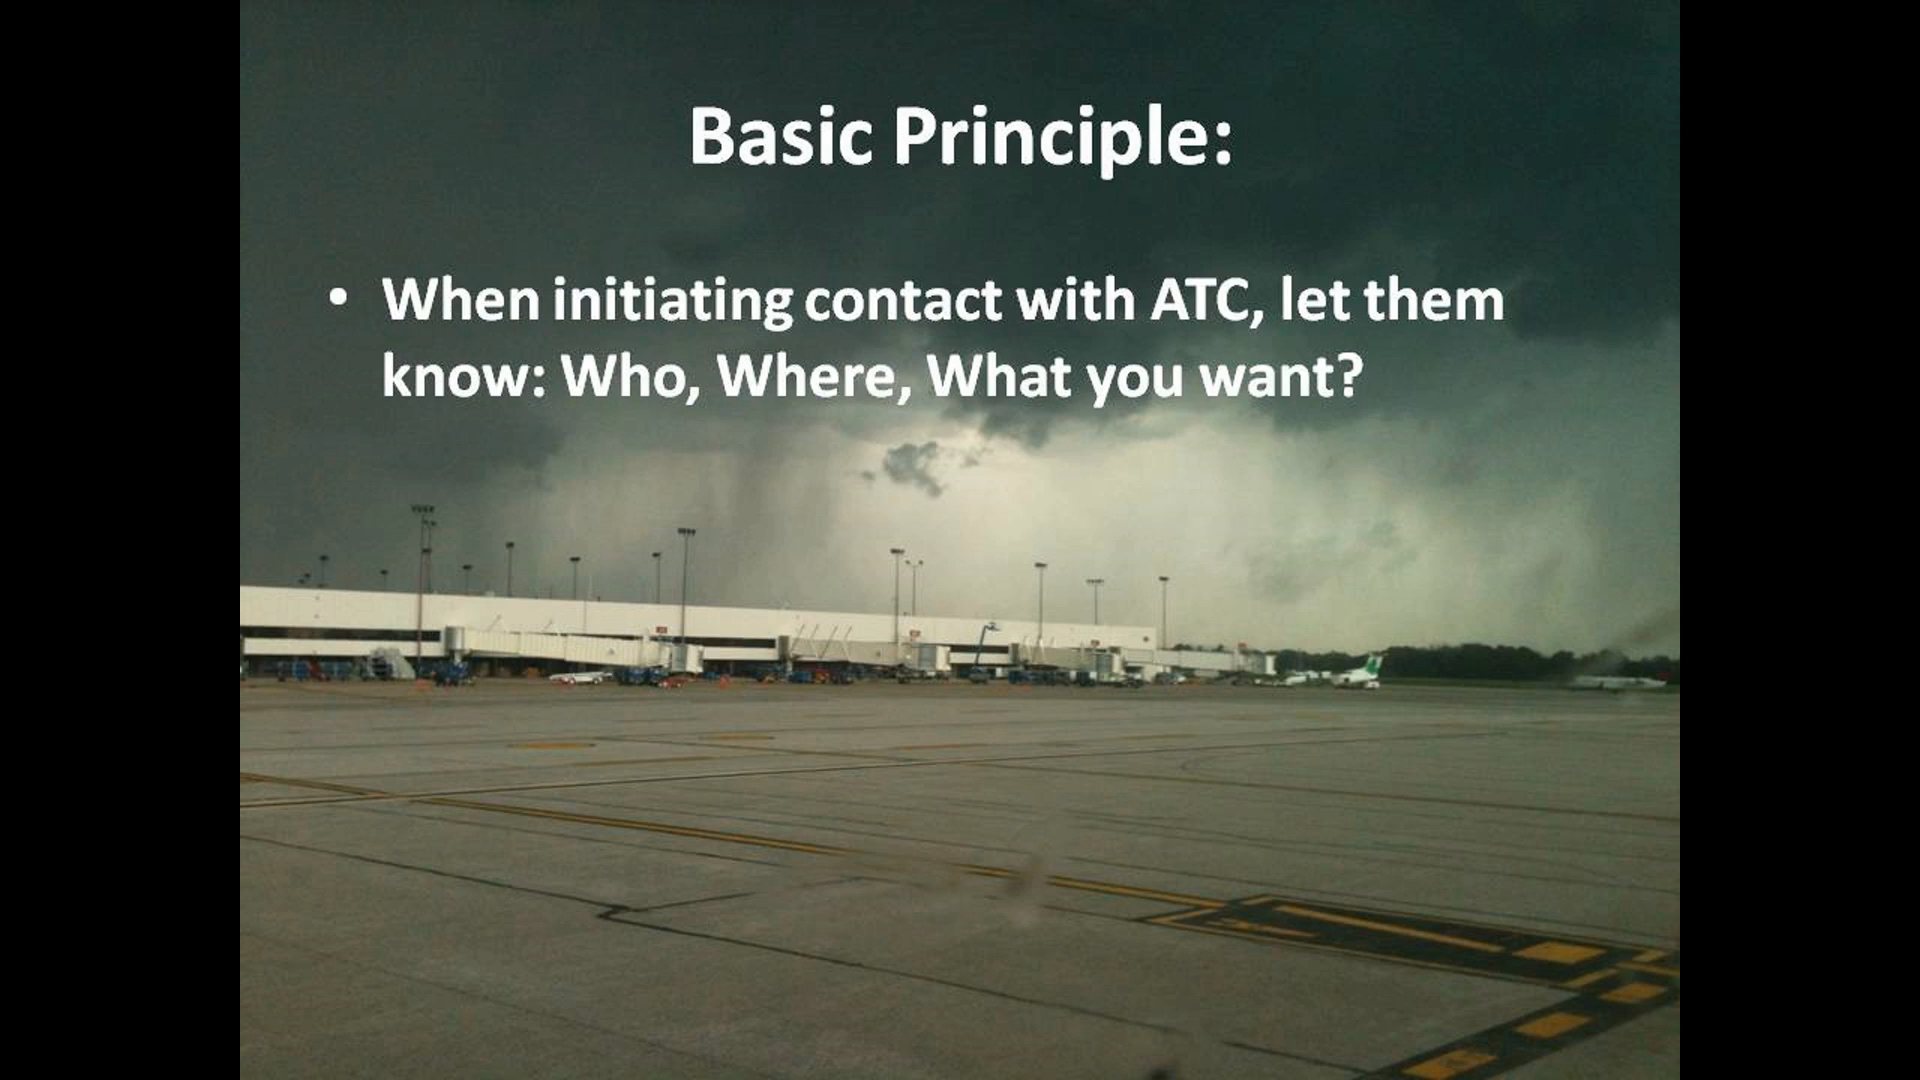 Basic Principle:
• When initiating contact with ATC, let them
know: Who, Where, What you want?